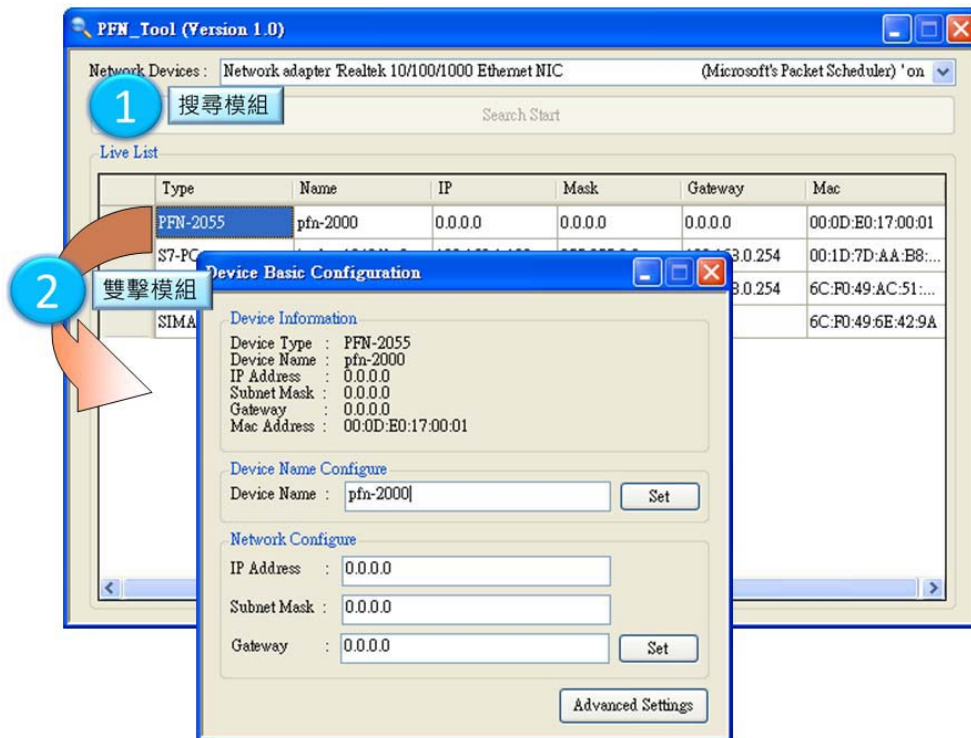 PFN_Tool (Version 1.0)
Network Devices : Network adapter 'Realtek 10/100/1000 Ethernet NIC (Microsoft's Packet Scheduler) ' on
1 搜尋模組
Search Start
Live List
Type Name IP Mask Gateway Mac
PFN-2055 pfn-2000 0.0.0.0 0.0.0.0 0.0.0.0 00:0D:E0:17:00:01
S7-PC 3.0.254 00:1D:7D:AA:B8:...
3.0.254 6C:F0:49:AC:51:...
SIMA 6C:F0:49:6E:42:9A
2 雙擊模組
Device Basic Configuration
Device Information
Device Type : PFN-2055
Device Name : pfn-2000
IP Address : 0.0.0.0
Subnet Mask : 0.0.0.0
Gateway : 0.0.0.0
Mac Address : 00:0D:E0:17:00:01
Device Name Configure
Device Name : pfn-2000
Set
Network Configure
IP Address : 0.0.0.0
Subnet Mask : 0.0.0.0
Gateway : 0.0.0.0
Set
Advanced Settings